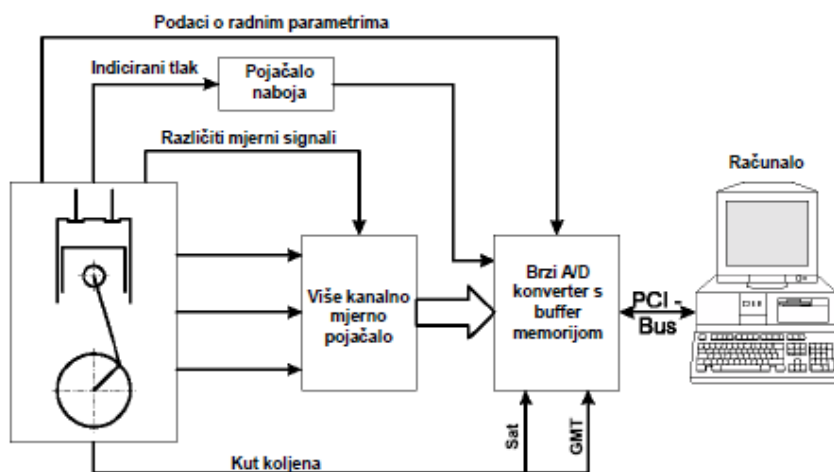 Podaci o radnim parametrima
Indicirani tlak
Pojačalo
naboja
Različiti mjerni signali
Računalo
Više kanalno
mjerno
pojačalo
Brzi A/D
konverter s
buffer
memorijom
PCI -
Bus
Sat
GMT
Kut koljena